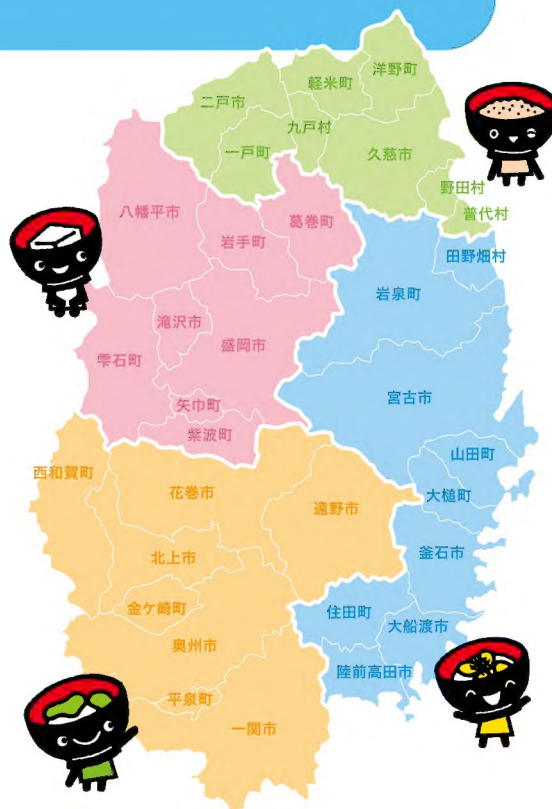 洋野町
軽米町
二戸市
九戸村
一戸町
久慈市
野田村
普代村
八幡平市
葛巻町
岩手町
田野畑村
岩泉町
滝沢市
盛岡市
雫石町
宮古市
矢巾町
紫波町
山田町
西和賀町
花巻市
遠野市
大槌町
釜石市
北上市
金ケ崎町
住田町
大船渡市
奥州市
陸前高田市
平泉町
一関市